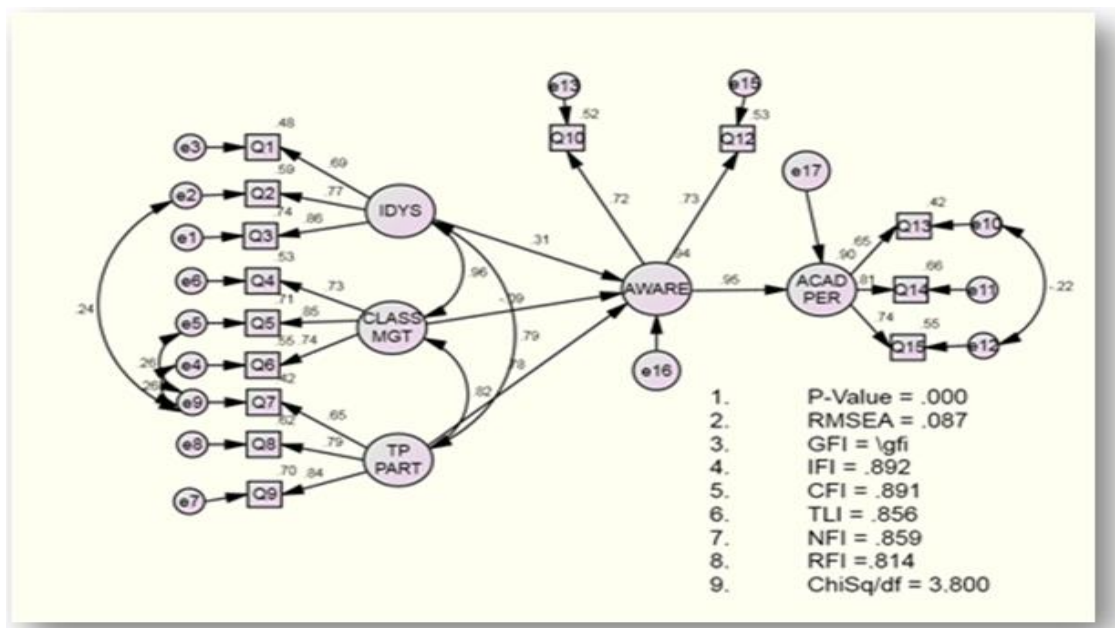 e13
e15
.52
.53
Q10
Q12
.48
e3
Q1
.69
.59
e2
Q2
.77
IDYS
.74
e1
Q3
.86
.53
e6
Q4
.73
.71
e5
Q5
.85
CLASS
MGT
.55
e4
Q6
.74
.42
e9
Q7
.65
.62
e8
Q8
.79
TP
PART
.70
e7
Q9
.84
.24
.26
.26
.96
.79
.82
.31
-.09
.78
.72
.73
.94
AWARE
e16
.95
e17
.90
ACAD
PER
.65
.42
Q13
e10
.81
.66
Q14
e11
.74
.55
Q15
e12
-.22
1. P-Value = .000
2. RMSEA = .087
3. GFI = \gfi
4. IFI = .892
5. CFI = .891
6. TLI = .856
7. NFI = .859
8. RFI =.814
9. ChiSq/df = 3.800